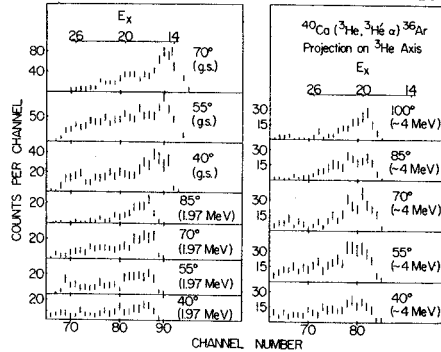 Eₓ
26 20 14
80
40
70°
(g.s.)
50
55°
(g.s.)
40
20
40°
(g.s.)
20
85°
(1.97 MeV)
20
70°
(1.97 MeV)
20
55°
(1.97 MeV)
20
40°
(1.97 MeV)
70 80 90
COUNTS PER CHANNEL
⁴⁰Ca (³He, ³He′ α) ³⁶Ar
Projection on ³He Axis
Eₓ
26 20 14
30
15
100°
(~4 MeV)
30
15
85°
(~4 MeV)
30
15
70°
(~4 MeV)
30
15
55°
(~4 MeV)
30
15
40°
(~4 MeV)
70 80
CHANNEL NUMBER